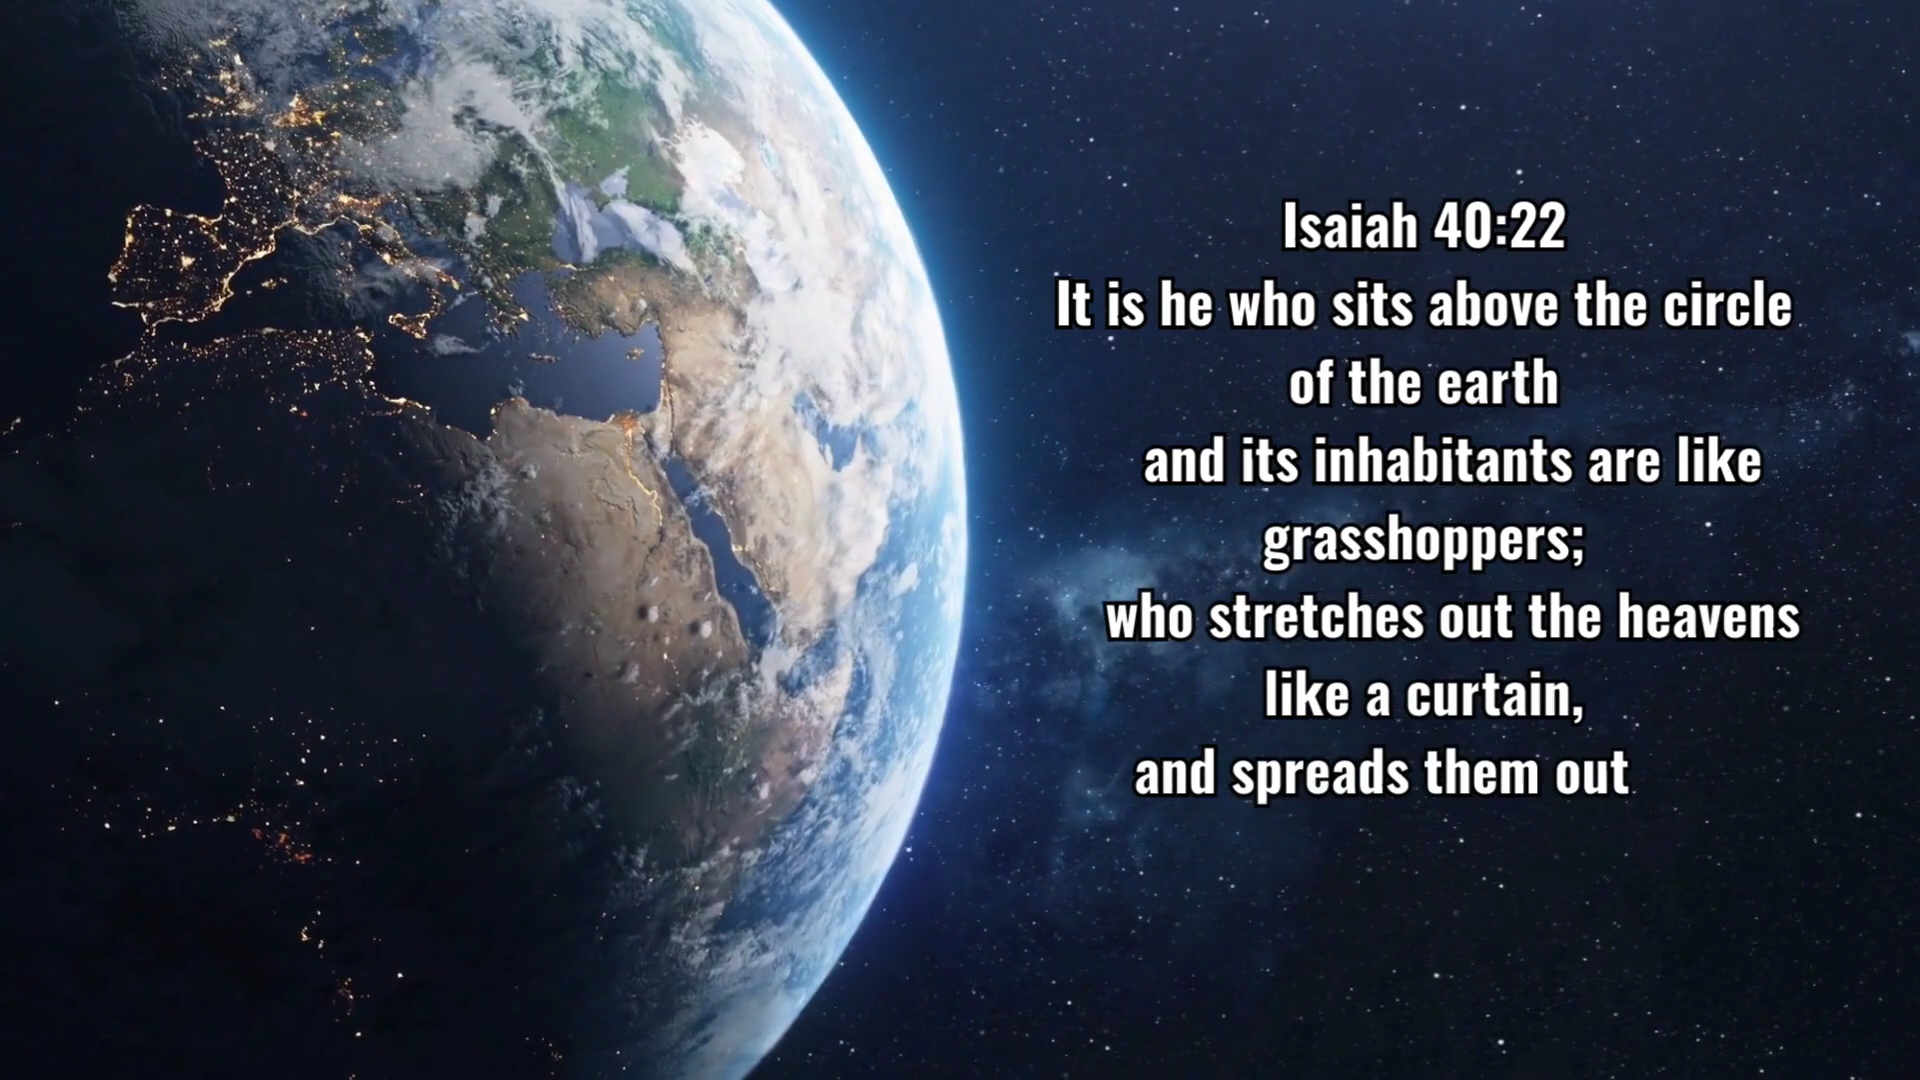 Isaiah 40:22
It is he who sits above the circle
of the earth
and its inhabitants are like
grasshoppers;
who stretches out the heavens
like a curtain,
and spreads them out